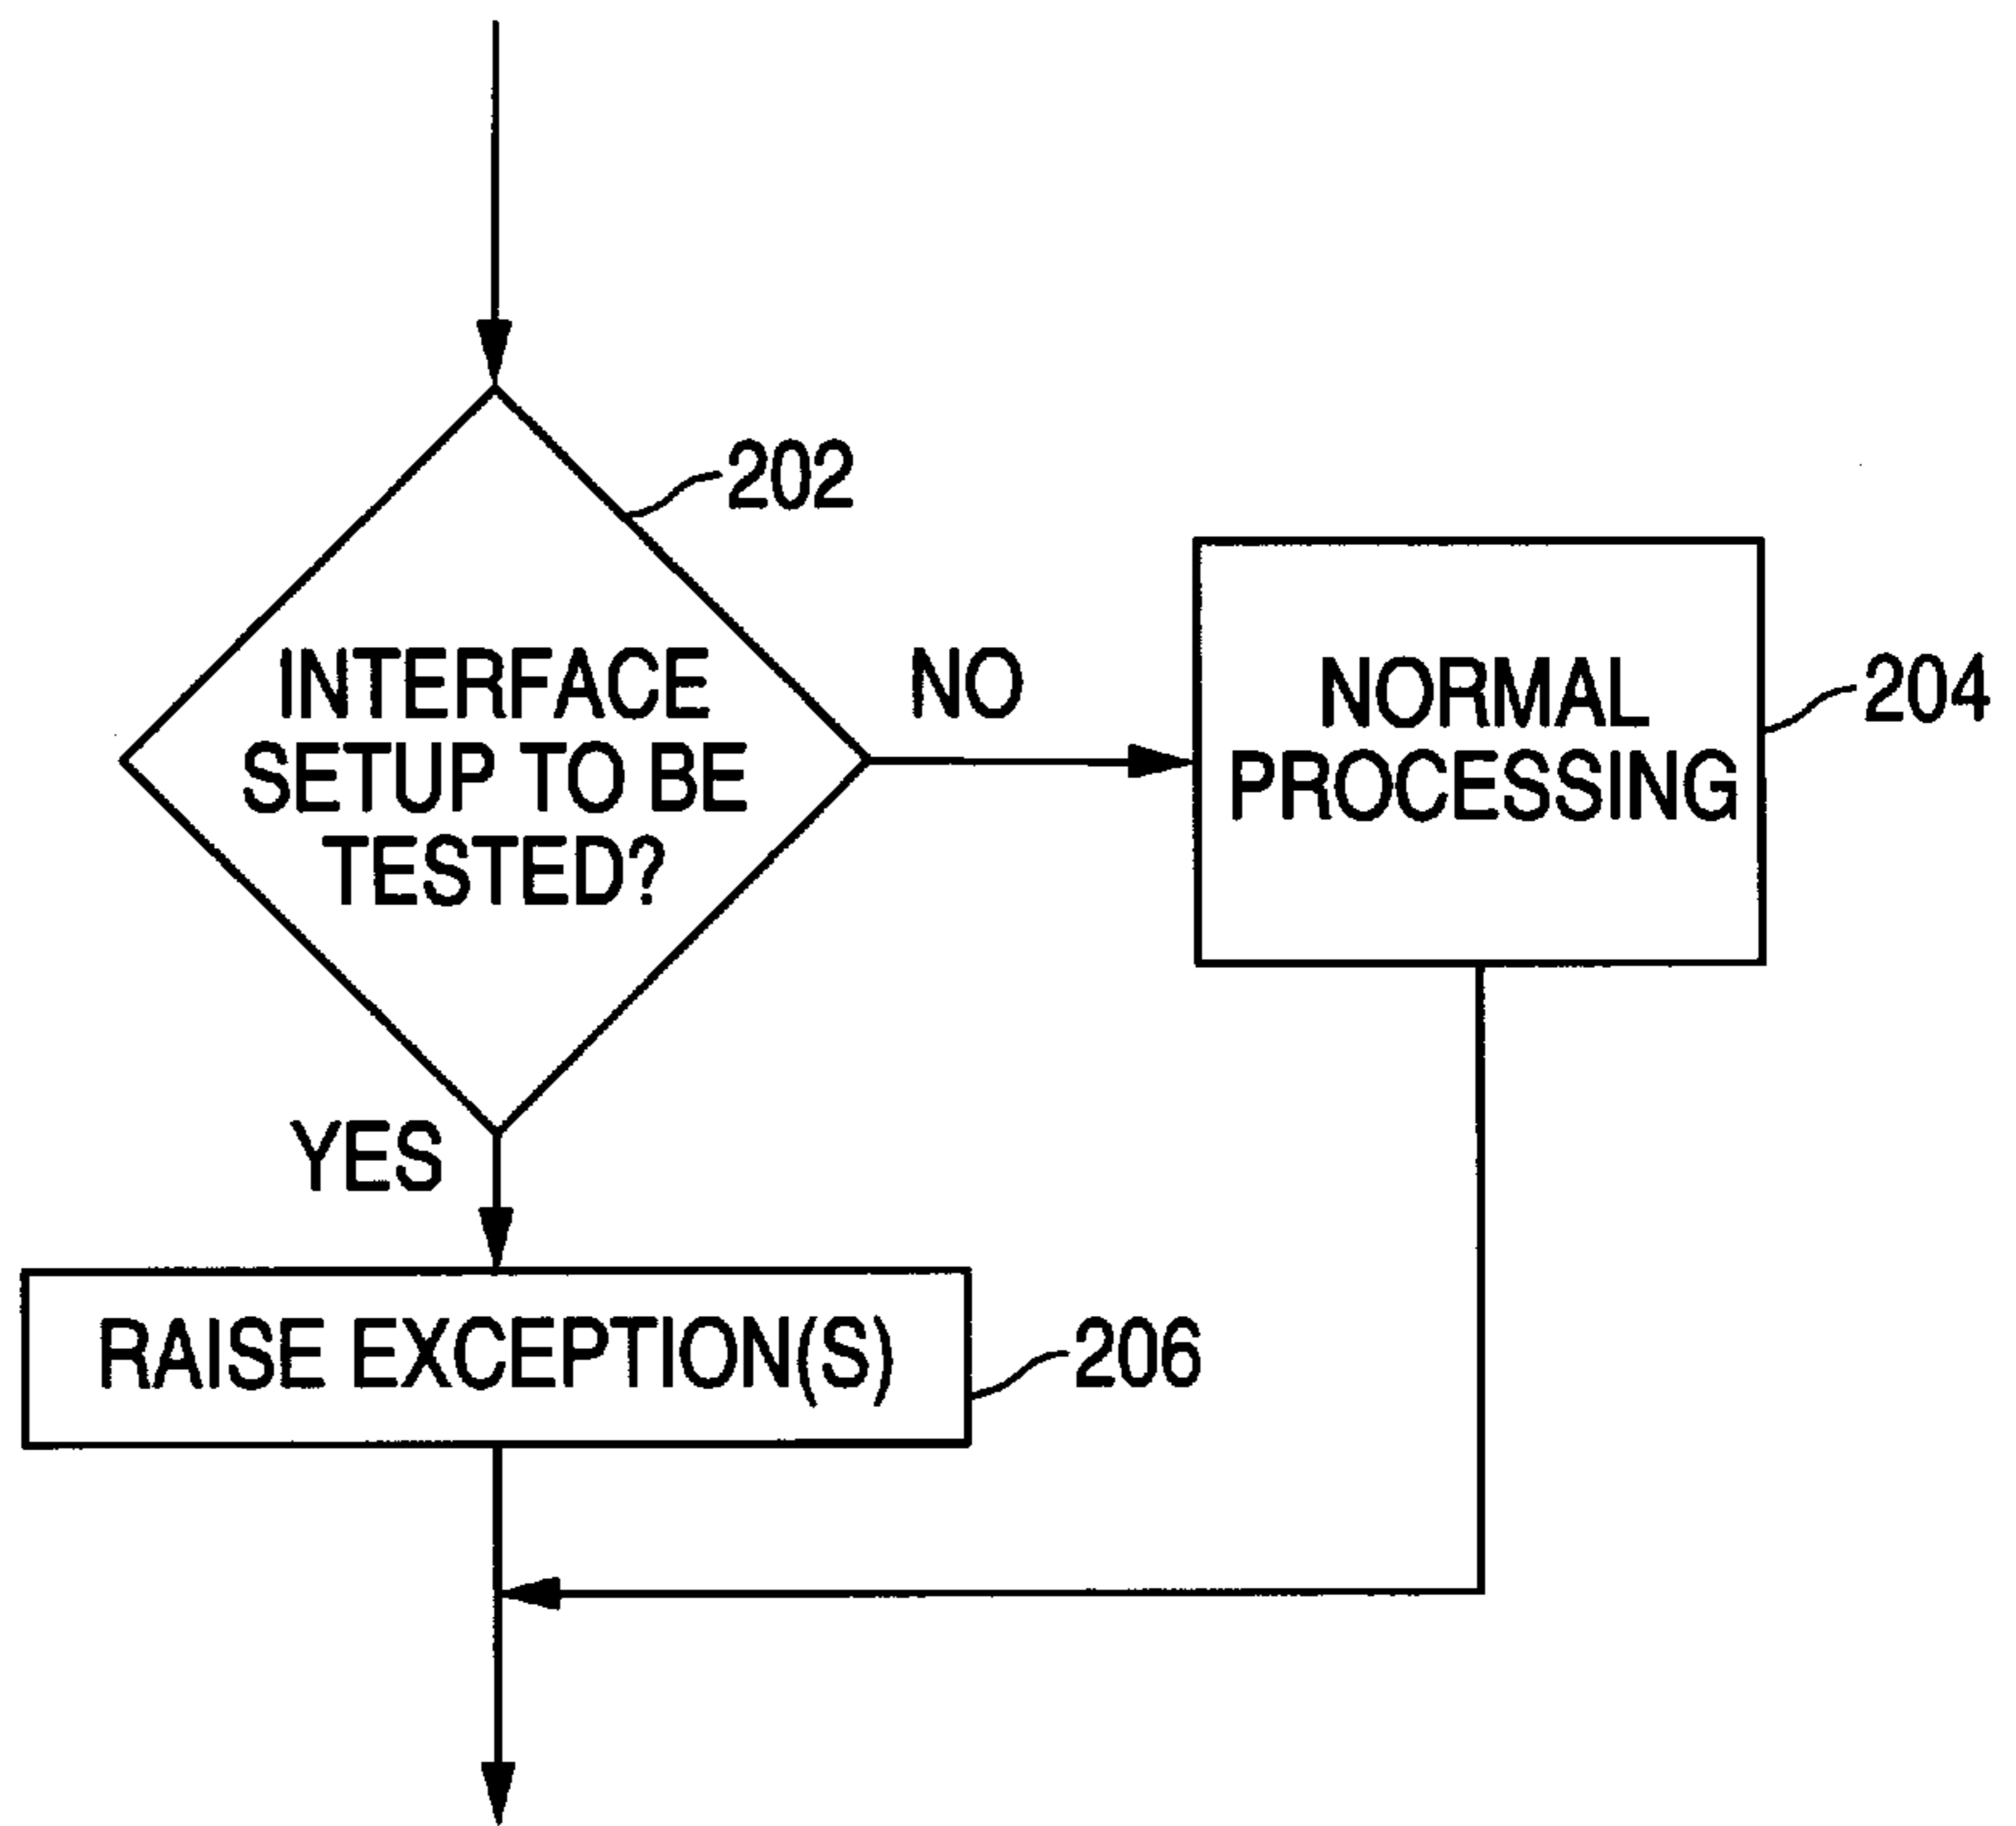 202
INTERFACE
SETUP TO BE
TESTED?
NO
NORMAL
PROCESSING
204
YES
RAISE EXCEPTION(S)
206